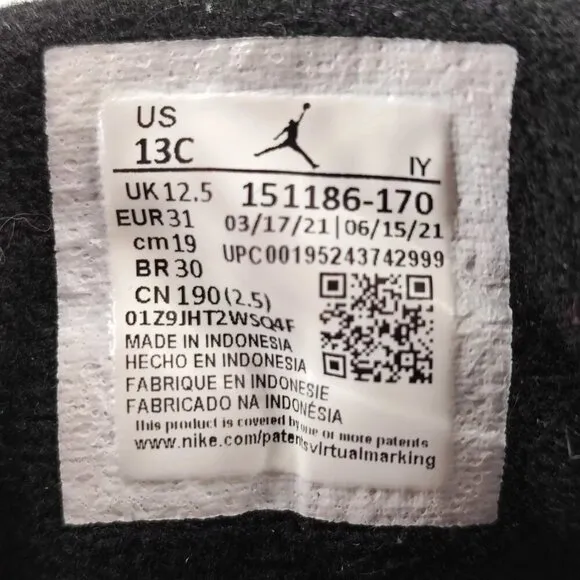 US
13C
IY
UK 12.5
EUR 31
cm 19
BR 30
CN 190 (2.5)
151186-170
03/17/21 | 06/15/21
UPC 00195243742999
01Z9JHT2WSQ4F
MADE IN INDONESIA
HECHO EN INDONESIA
FABRIQUE EN INDONESIE
FABRICADO NA INDONÉSIA
This product is covered by one or more patents
www.nike.com/patentsvirtualmarking